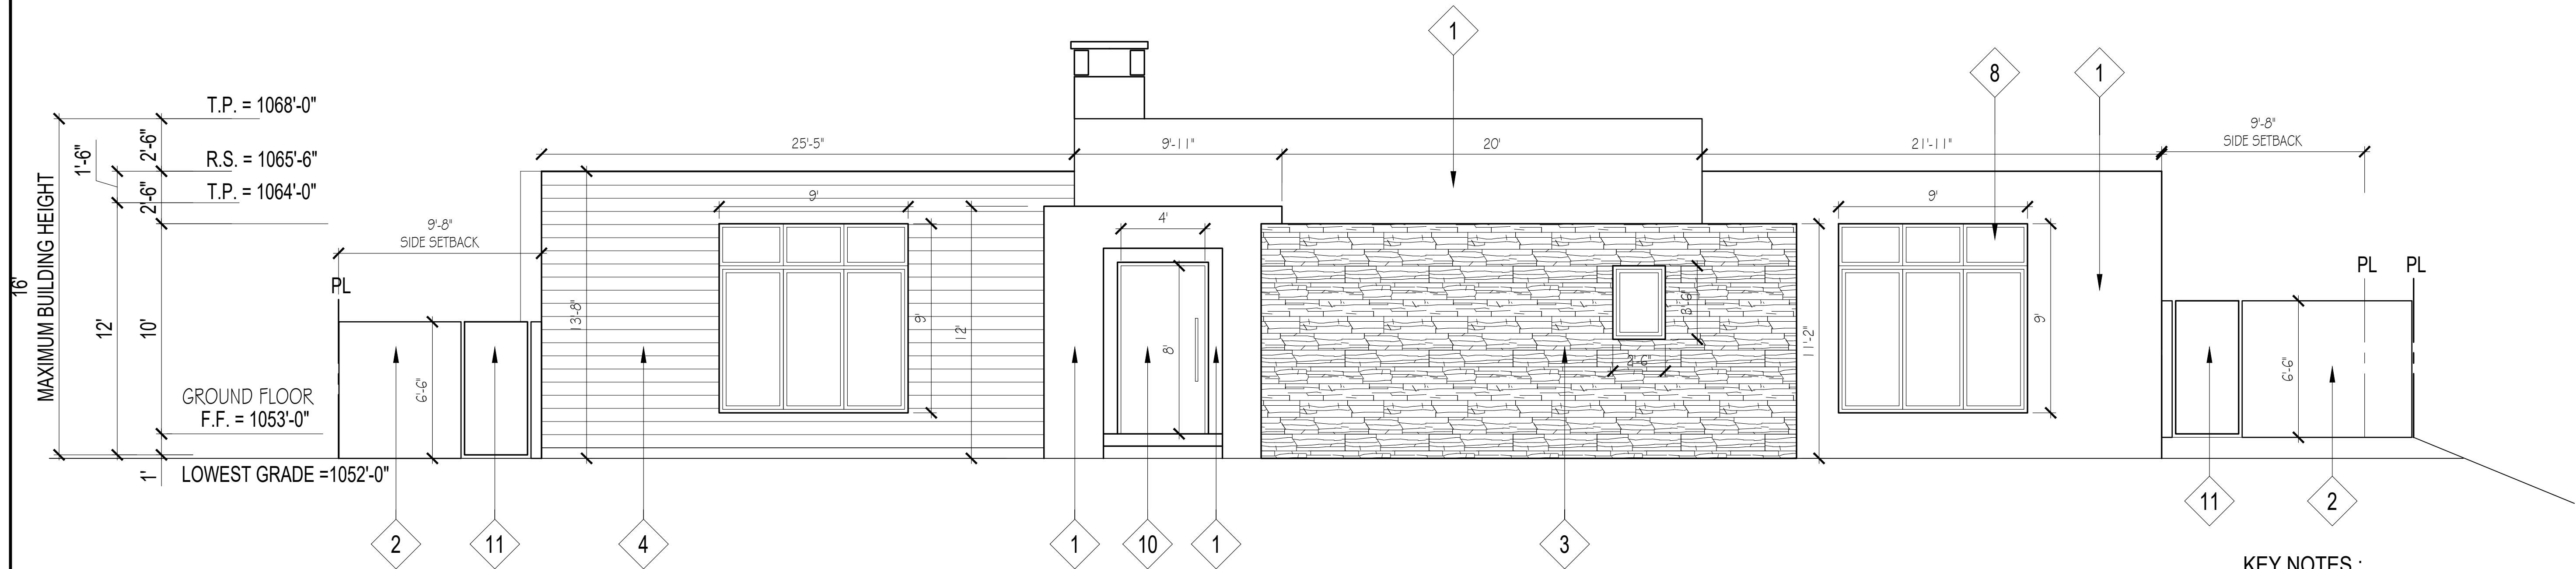 1
8
1
T.P. = 1068'-0"
2'-6"
1'-6"
R.S. = 1065'-6"
2'-6"
T.P. = 1064'-0"
16'
MAXIMUM BUILDING HEIGHT
12'
10'
GROUND FLOOR
F.F. = 1053'-0"
1'
LOWEST GRADE =1052'-0"
9'-8"
SIDE SETBACK
PL
6'-6"
25'-5"
9'-11"
20'
21'-11"
9'-8"
SIDE SETBACK
13'-8"
9'
9'
12'
4'
8'
3'-6"
2'-6"
11'-2"
9'
9'
PL
PL
6'-6"
2
11
4
1
10
1
3
11
2
KEY NOTES :